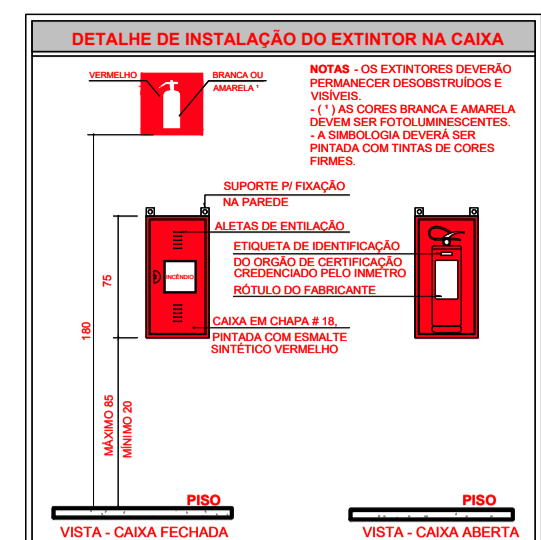 DETALHE DE INSTALAÇÃO DO EXTINTOR NA CAIXA
VERMELHO
BRANCA OU
AMARELA ¹
NOTAS - OS EXTINTORES DEVERÃO
PERMANECER DESOBSTRUÍDOS E
VISÍVEIS.
- ( ¹ ) AS CORES BRANCA E AMARELA
DEVEM SER FOTOLUMINESCENTES.
- A SIMBOLOGIA DEVERÁ SER
PINTADA COM TINTAS DE CORES
FIRMES.
SUPORTE P/ FIXAÇÃO
NA PAREDE
ALETAS DE ENTILAÇÃO
ETIQUETA DE IDENTIFICAÇÃO
DO ORGÃO DE CERTIFICAÇÃO
CREDENCIADO PELO INMETRO
RÓTULO DO FABRICANTE
INCÊNDIO
CAIXA EM CHAPA # 18,
PINTADA COM ESMALTE
SINTÉTICO VERMELHO
75
180
MÁXIMO 85
MÍNIMO 20
PISO
PISO
VISTA - CAIXA FECHADA
VISTA - CAIXA ABERTA